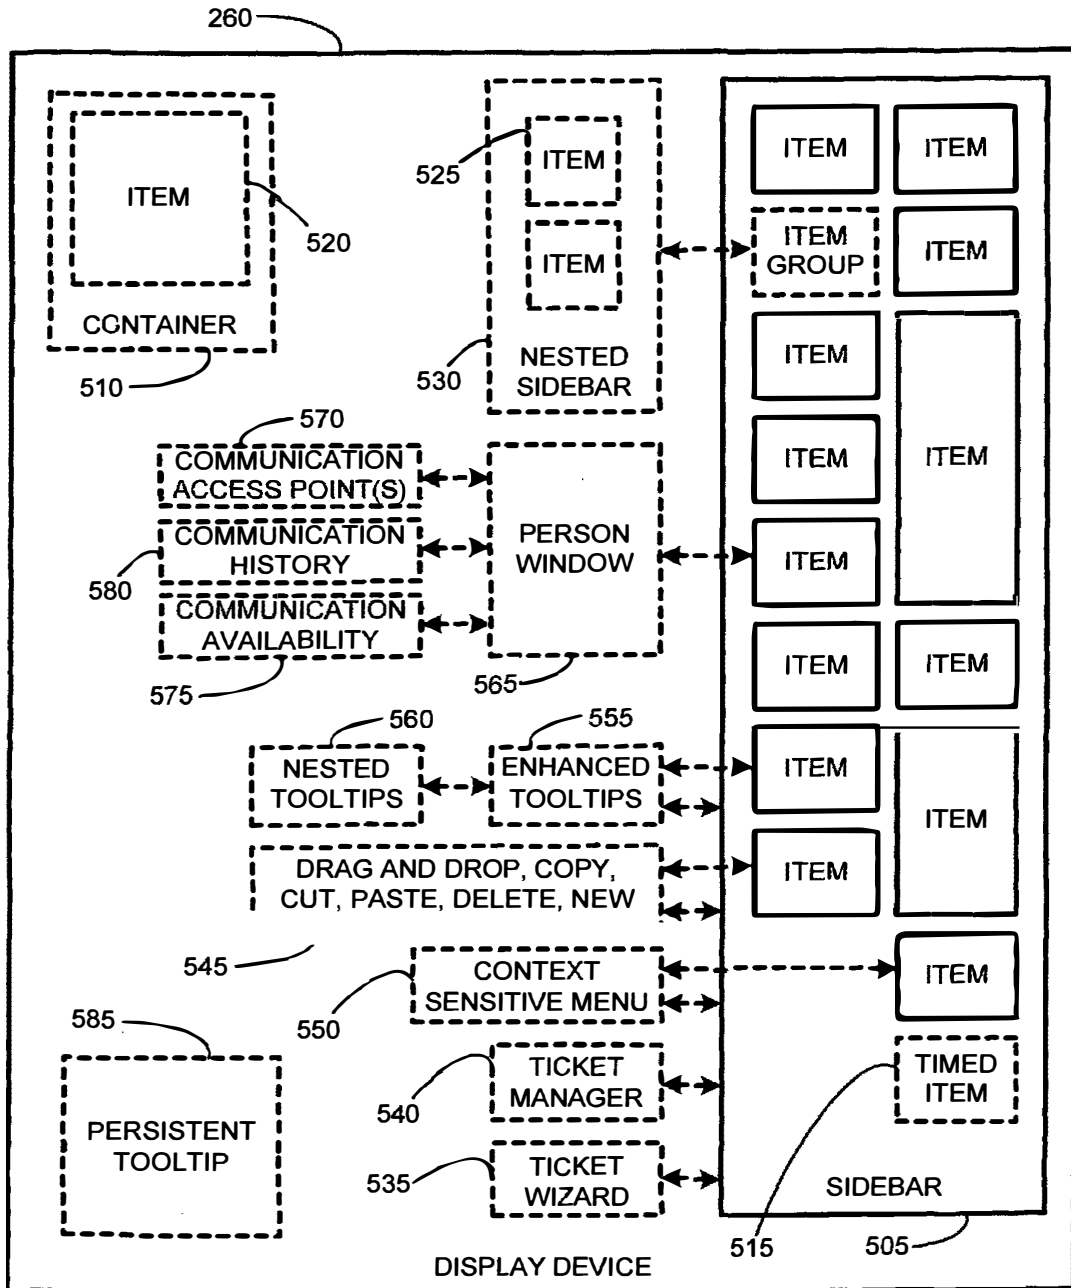 260
ITEM
520
CONTAINER
510
525
ITEM
ITEM
530
NESTED
SIDEBAR
ITEM
ITEM
ITEM
GROUP
ITEM
ITEM
ITEM
ITEM
ITEM
ITEM
ITEM
ITEM
ITEM
ITEM
ITEM
570
COMMUNICATION
ACCESS POINT(S)
COMMUNICATION
HISTORY
580
COMMUNICATION
AVAILABILITY
575
PERSON
WINDOW
565
560
NESTED
TOOLTIPS
555
ENHANCED
TOOLTIPS
DRAG AND DROP, COPY,
CUT, PASTE, DELETE, NEW
545
CONTEXT
SENSITIVE MENU
550
585
PERSISTENT
TOOLTIP
TICKET
MANAGER
540
TICKET
WIZARD
535
TIMED
ITEM
515
SIDEBAR
505
DISPLAY DEVICE